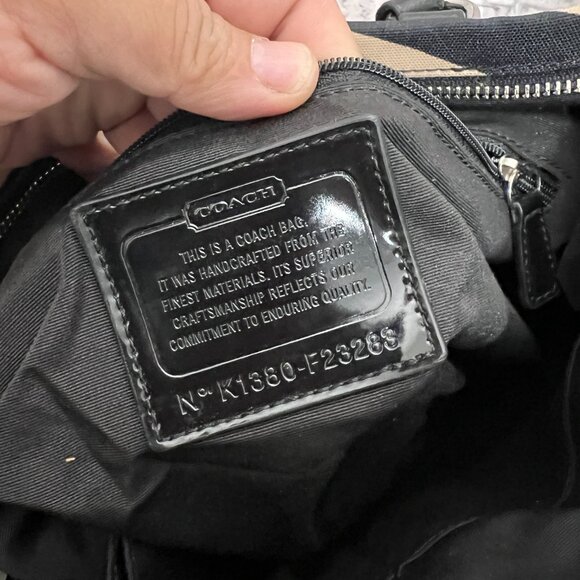 COACH
THIS IS A COACH BAG.
IT WAS HANDCRAFTED FROM THE
FINEST MATERIALS. ITS SUPERIOR
CRAFTSMANSHIP REFLECTS OUR
COMMITMENT TO ENDURING QUALITY.
Nº K1380-F23288